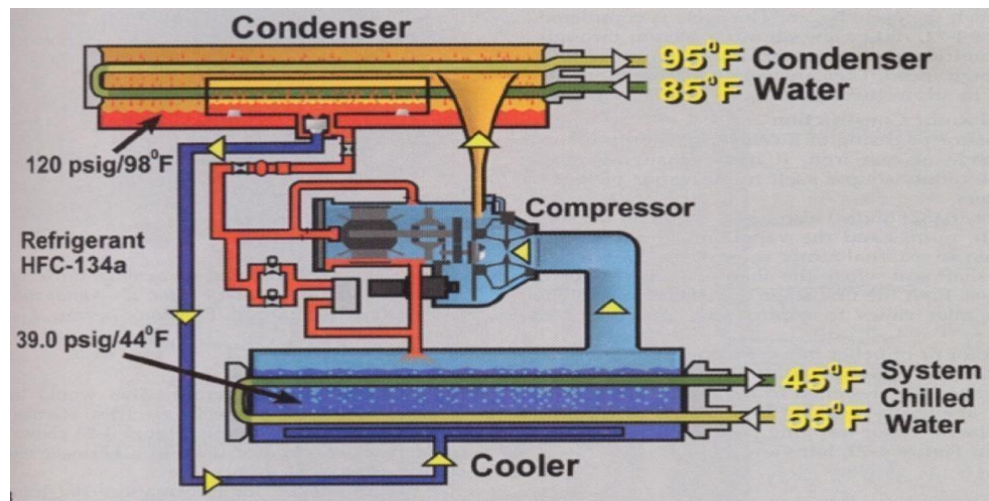 Condenser
95°F Condenser
85°F Water
120 psig/98°F
Compressor
Refrigerant
HFC-134a
39.0 psig/44°F
45°F System
Chilled
55°F Water
Cooler